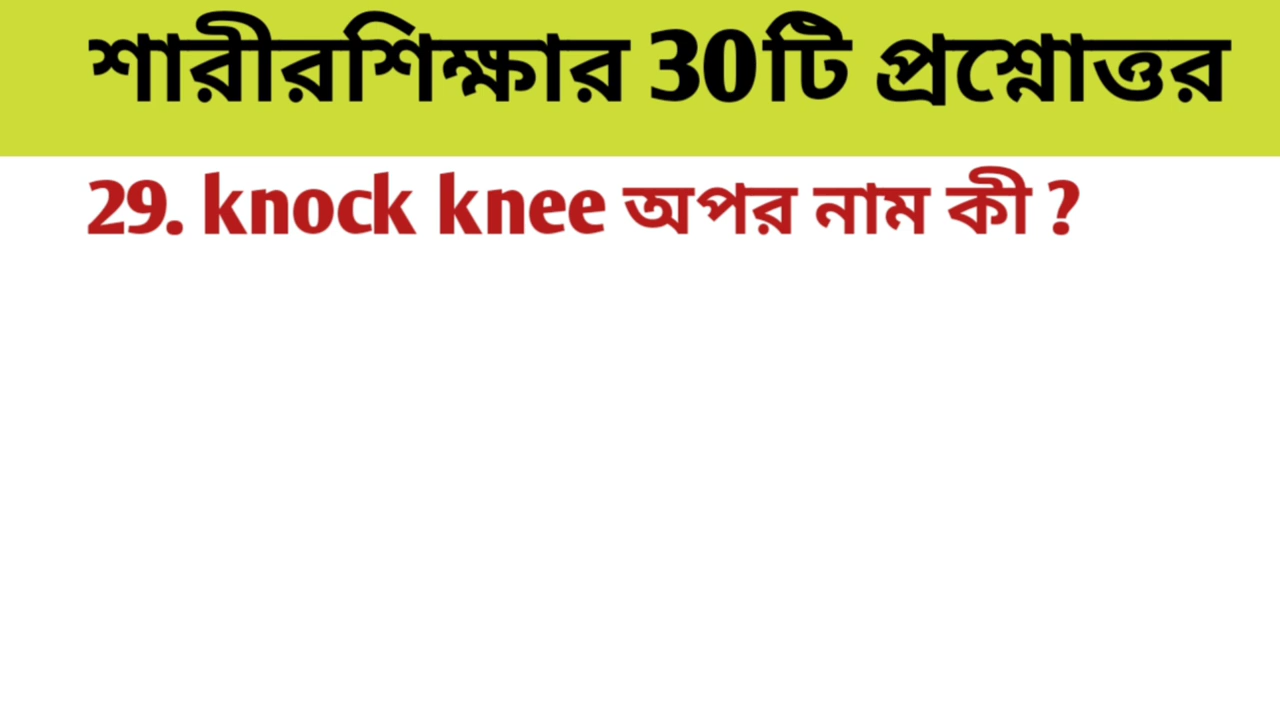 শারীরশিক্ষার 30টি প্রশ্নোত্তর
29. knock knee অপর নাম কী ?